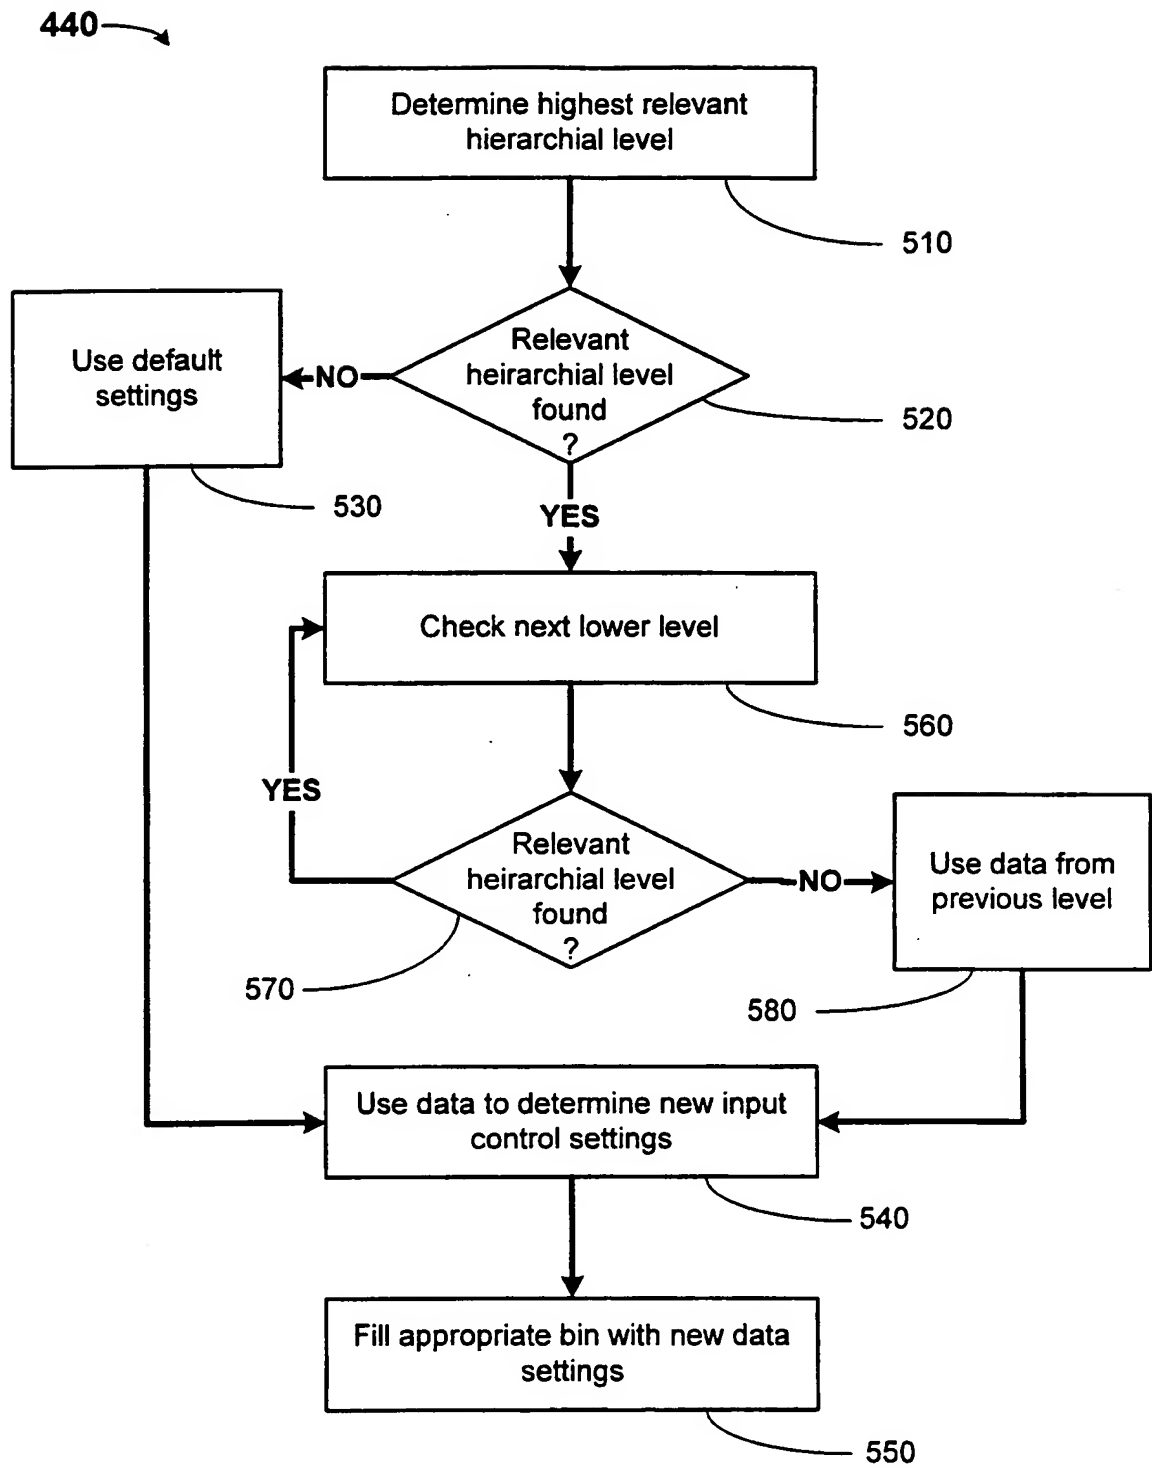 440
Determine highest relevant
hierarchial level
510
Relevant
heirarchial level
found
?
520
NO
Use default
settings
530
YES
Check next lower level
560
YES
Relevant
heirarchial level
found
?
570
NO
Use data from
previous level
580
Use data to determine new input
control settings
540
Fill appropriate bin with new data
settings
550